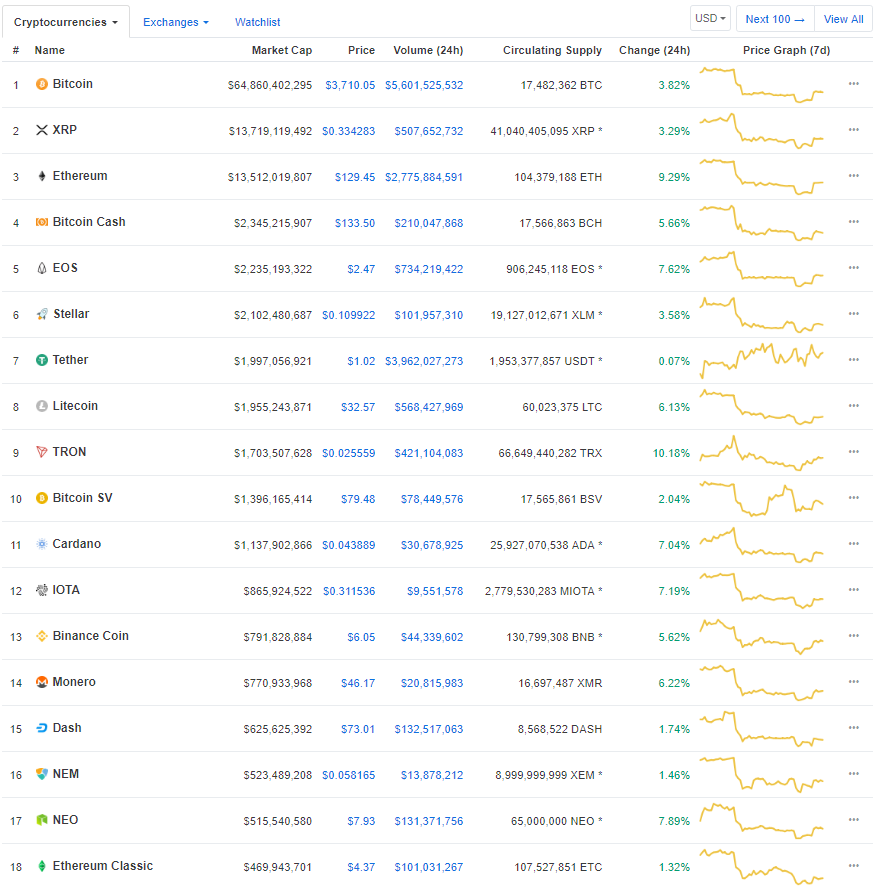 Cryptocurrencies Exchanges Watchlist USD Next 100 → View All
# Name Market Cap Price Volume (24h) Circulating Supply Change (24h) Price Graph (7d)
1 Bitcoin $64,860,402,295 $3,710.05 $5,601,525,532 17,482,362 BTC 3.82%
2 XRP $13,719,119,492 $0.334283 $507,652,732 41,040,405,095 XRP * 3.29%
3 Ethereum $13,512,019,807 $129.45 $2,775,884,591 104,379,188 ETH 9.29%
4 Bitcoin Cash $2,345,215,907 $133.50 $210,047,868 17,566,863 BCH 5.66%
5 EOS $2,235,193,322 $2.47 $734,219,422 906,245,118 EOS * 7.62%
6 Stellar $2,102,480,687 $0.109922 $101,957,310 19,127,012,671 XLM * 3.58%
7 Tether $1,997,056,921 $1.02 $3,962,027,273 1,953,377,857 USDT * 0.07%
8 Litecoin $1,955,243,871 $32.57 $568,427,969 60,023,375 LTC 6.13%
9 TRON $1,703,507,628 $0.025559 $421,104,083 66,649,440,282 TRX 10.18%
10 Bitcoin SV $1,396,165,414 $79.48 $78,449,576 17,565,861 BSV 2.04%
11 Cardano $1,137,902,866 $0.043889 $30,678,925 25,927,070,538 ADA * 7.04%
12 IOTA $865,924,522 $0.311536 $9,551,578 2,779,530,283 MIOTA * 7.19%
13 Binance Coin $791,828,884 $6.05 $44,339,602 130,799,308 BNB * 5.62%
14 Monero $770,933,968 $46.17 $20,815,983 16,697,487 XMR 6.22%
15 Dash $625,625,392 $73.01 $132,517,063 8,568,522 DASH 1.74%
16 NEM $523,489,208 $0.058165 $13,878,212 8,999,999,999 XEM * 1.46%
17 NEO $515,540,580 $7.93 $131,371,756 65,000,000 NEO * 7.89%
18 Ethereum Classic $469,943,701 $4.37 $101,031,267 107,527,851 ETC 1.32%